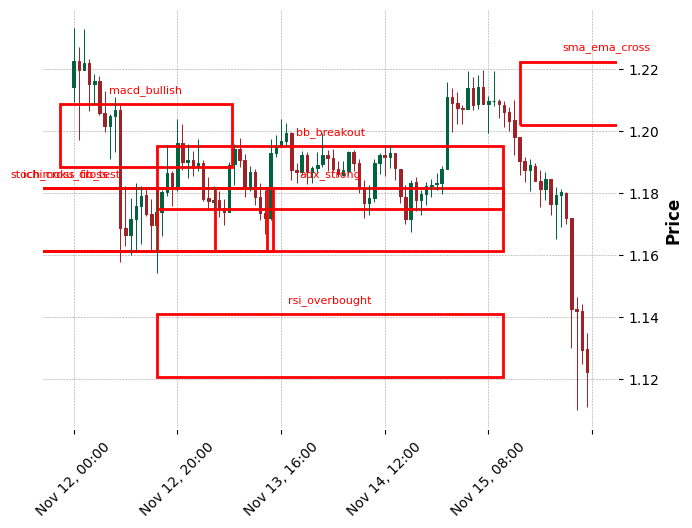 sma_ema_cross
1.22
macd_bullish
1.20
bb_breakout
adx_strong
1.18
1.16
rsi_overbought
1.14
1.12
Price
Nov 12, 00:00
Nov 12, 20:00
Nov 13, 16:00
Nov 14, 12:00
Nov 15, 08:00